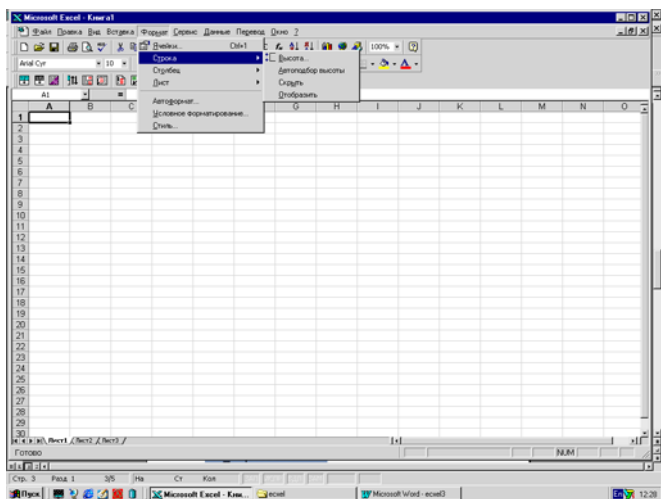 Microsoft Excel - Книга1
Файл Правка Вид Вставка Формат Сервис Данные Перевод Окно ?
100%
Arial Cyr 10
Ячейки... Ctrl+1
Строка
Столбец
Лист
Автоформат...
Условное форматирование...
Стиль...
Высота...
Автоподбор высоты
Скрыть
Отобразить
A1 =
A B C G H I J K L M N O
1
2
3
4
5
6
7
8
9
10
11
12
13
14
15
16
17
18
19
20
21
22
23
24
25
26
27
28
29
30
Лист1 Лист2 Лист3
Готово NUM
Стр. 3 Разд 1 3/5 На Ст Кол
Пуск Microsoft Excel - Кни... excel Microsoft Word - excel3 En 12:28